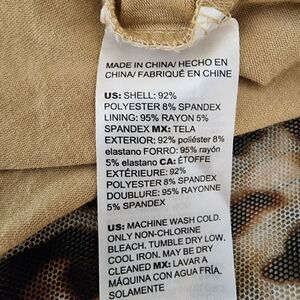 MADE IN CHINA/ HECHO EN
CHINA/ FABRIQUÉ EN CHINE
US: SHELL: 92%
POLYESTER 8% SPANDEX
LINING: 95% RAYON 5%
SPANDEX MX: TELA
EXTERIOR: 92% poliéster 8%
elastano FORRO: 95% rayón
5% elastano CA: ÉTOFFE
EXTÉRIEURE: 92%
POLYESTER 8% SPANDEX
DOUBLURE: 95% RAYONNE
5% SPANDEX
US: MACHINE WASH COLD.
ONLY NON-CHLORINE
BLEACH. TUMBLE DRY LOW.
COOL IRON. MAY BE DRY
CLEANED MX: LAVAR A
MÁQUINA CON AGUA FRÍA.
SOLAMENTE